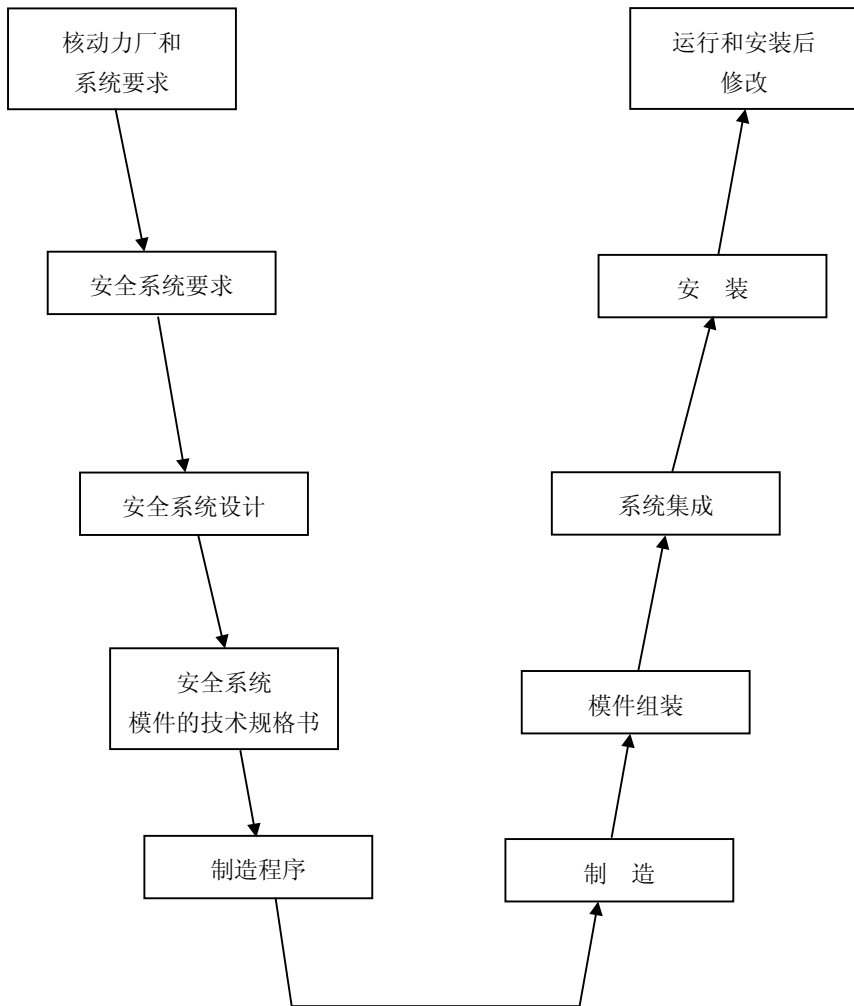 核动力厂和
系统要求
安全系统要求
安全系统设计
安全系统
模件的技术规格书
制造程序
制 造
模件组装
系统集成
安 装
运行和安装后
修改